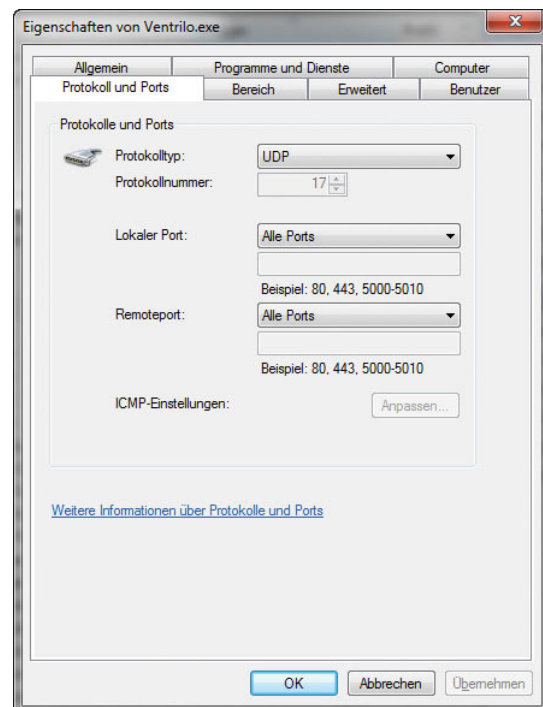 Eigenschaften von Ventrilo.exe
Allgemein
Programme und Dienste
Computer
Protokoll und Ports
Bereich
Erweitert
Benutzer
Protokolle und Ports
Protokolltyp:
UDP
Protokollnummer:
17
Lokaler Port:
Alle Ports
Beispiel: 80, 443, 5000-5010
Remoteport:
Alle Ports
Beispiel: 80, 443, 5000-5010
ICMP-Einstellungen:
Anpassen...
Weitere Informationen über Protokolle und Ports
OK
Abbrechen
Übernehmen